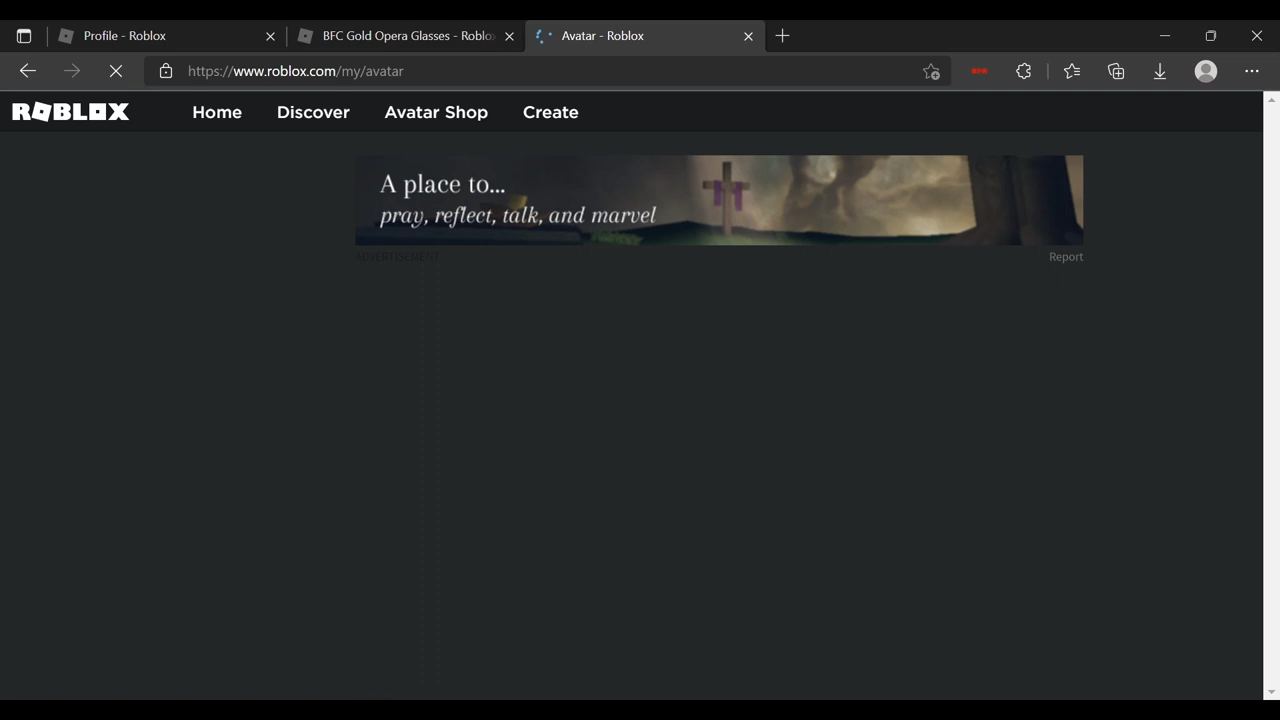 Profile - Roblox
BFC Gold Opera Glasses - Roblo
Avatar - Roblox
https://www.roblox.com/my/avatar
ROBLOX
Home
Discover
Avatar Shop
Create
A place to...
pray, reflect, talk, and marvel
ADVERTISEMENT
Report